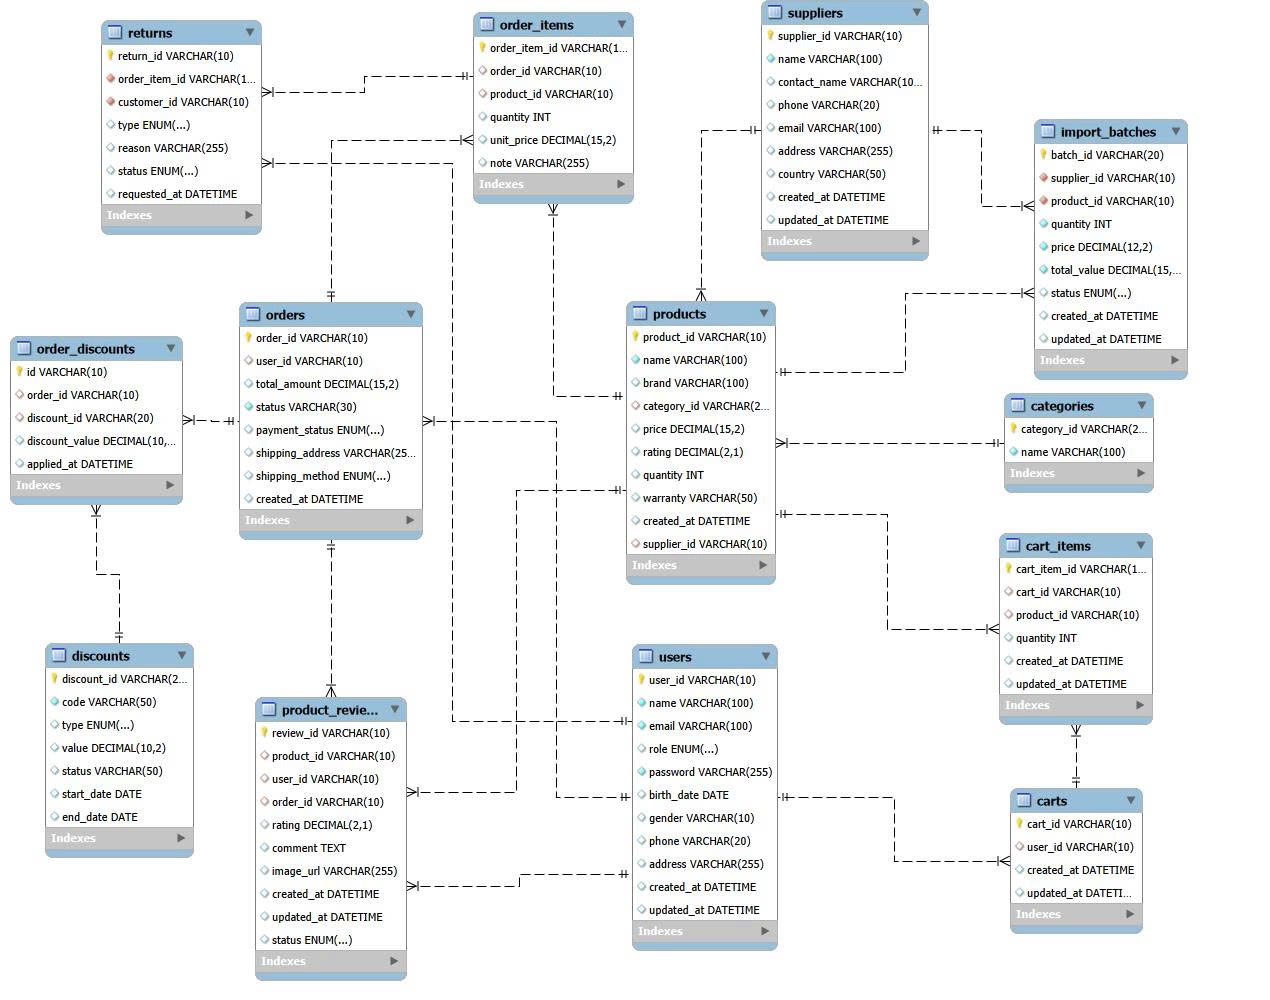 returns
return_id VARCHAR(10)
order_item_id VARCHAR(1...
customer_id VARCHAR(10)
type ENUM(...)
reason VARCHAR(255)
status ENUM(...)
requested_at DATETIME
Indexes
order_items
order_item_id VARCHAR(1...
order_id VARCHAR(10)
product_id VARCHAR(10)
quantity INT
unit_price DECIMAL(15,2)
note VARCHAR(255)
Indexes
suppliers
supplier_id VARCHAR(10)
name VARCHAR(100)
contact_name VARCHAR(10...
phone VARCHAR(20)
email VARCHAR(100)
address VARCHAR(255)
country VARCHAR(50)
created_at DATETIME
updated_at DATETIME
Indexes
import_batches
batch_id VARCHAR(20)
supplier_id VARCHAR(10)
product_id VARCHAR(10)
quantity INT
price DECIMAL(12,2)
total_value DECIMAL(15,...
status ENUM(...)
created_at DATETIME
updated_at DATETIME
Indexes
order_discounts
id VARCHAR(10)
order_id VARCHAR(10)
discount_id VARCHAR(20)
discount_value DECIMAL(10,...
applied_at DATETIME
Indexes
orders
order_id VARCHAR(10)
user_id VARCHAR(10)
total_amount DECIMAL(15,2)
status VARCHAR(30)
payment_status ENUM(...)
shipping_address VARCHAR(25...
shipping_method ENUM(...)
created_at DATETIME
Indexes
products
product_id VARCHAR(10)
name VARCHAR(100)
brand VARCHAR(100)
category_id VARCHAR(2...
price DECIMAL(15,2)
rating DECIMAL(2,1)
quantity INT
warranty VARCHAR(50)
created_at DATETIME
supplier_id VARCHAR(10)
Indexes
categories
category_id VARCHAR(2...
name VARCHAR(100)
Indexes
cart_items
cart_item_id VARCHAR(1...
cart_id VARCHAR(10)
product_id VARCHAR(10)
quantity INT
created_at DATETIME
updated_at DATETIME
Indexes
discounts
discount_id VARCHAR(2...
code VARCHAR(50)
type ENUM(...)
value DECIMAL(10,2)
status VARCHAR(50)
start_date DATE
end_date DATE
Indexes
product_revie...
review_id VARCHAR(10)
product_id VARCHAR(10)
user_id VARCHAR(10)
order_id VARCHAR(10)
rating DECIMAL(2,1)
comment TEXT
image_url VARCHAR(255)
created_at DATETIME
updated_at DATETIME
status ENUM(...)
Indexes
users
user_id VARCHAR(10)
name VARCHAR(100)
email VARCHAR(100)
role ENUM(...)
password VARCHAR(255)
birth_date DATE
gender VARCHAR(10)
phone VARCHAR(20)
address VARCHAR(255)
created_at DATETIME
updated_at DATETIME
Indexes
carts
cart_id VARCHAR(10)
user_id VARCHAR(10)
created_at DATETIME
updated_at DATETI...
Indexes